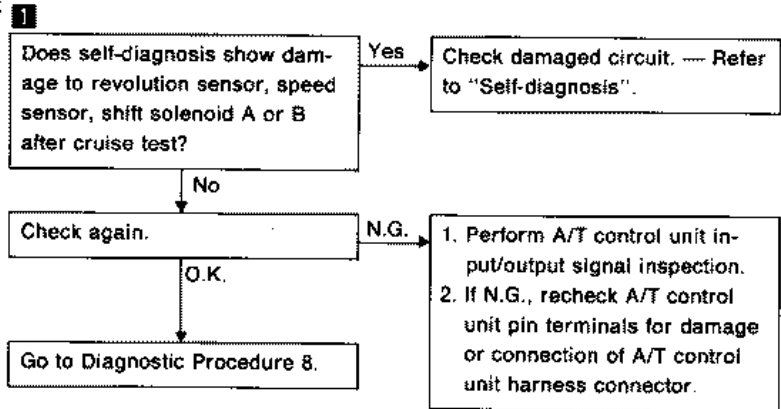 1
Does self-diagnosis show dam-
age to revolution sensor, speed
sensor, shift solenoid A or B
after cruise test?
Yes
Check damaged circuit. — Refer
to "Self-diagnosis".
No
Check again.
N.G.
1. Perform A/T control unit in-
put/output signal inspection.
2. If N.G., recheck A/T control
unit pin terminals for damage
or connection of A/T control
unit harness connector.
O.K.
Go to Diagnostic Procedure 8.